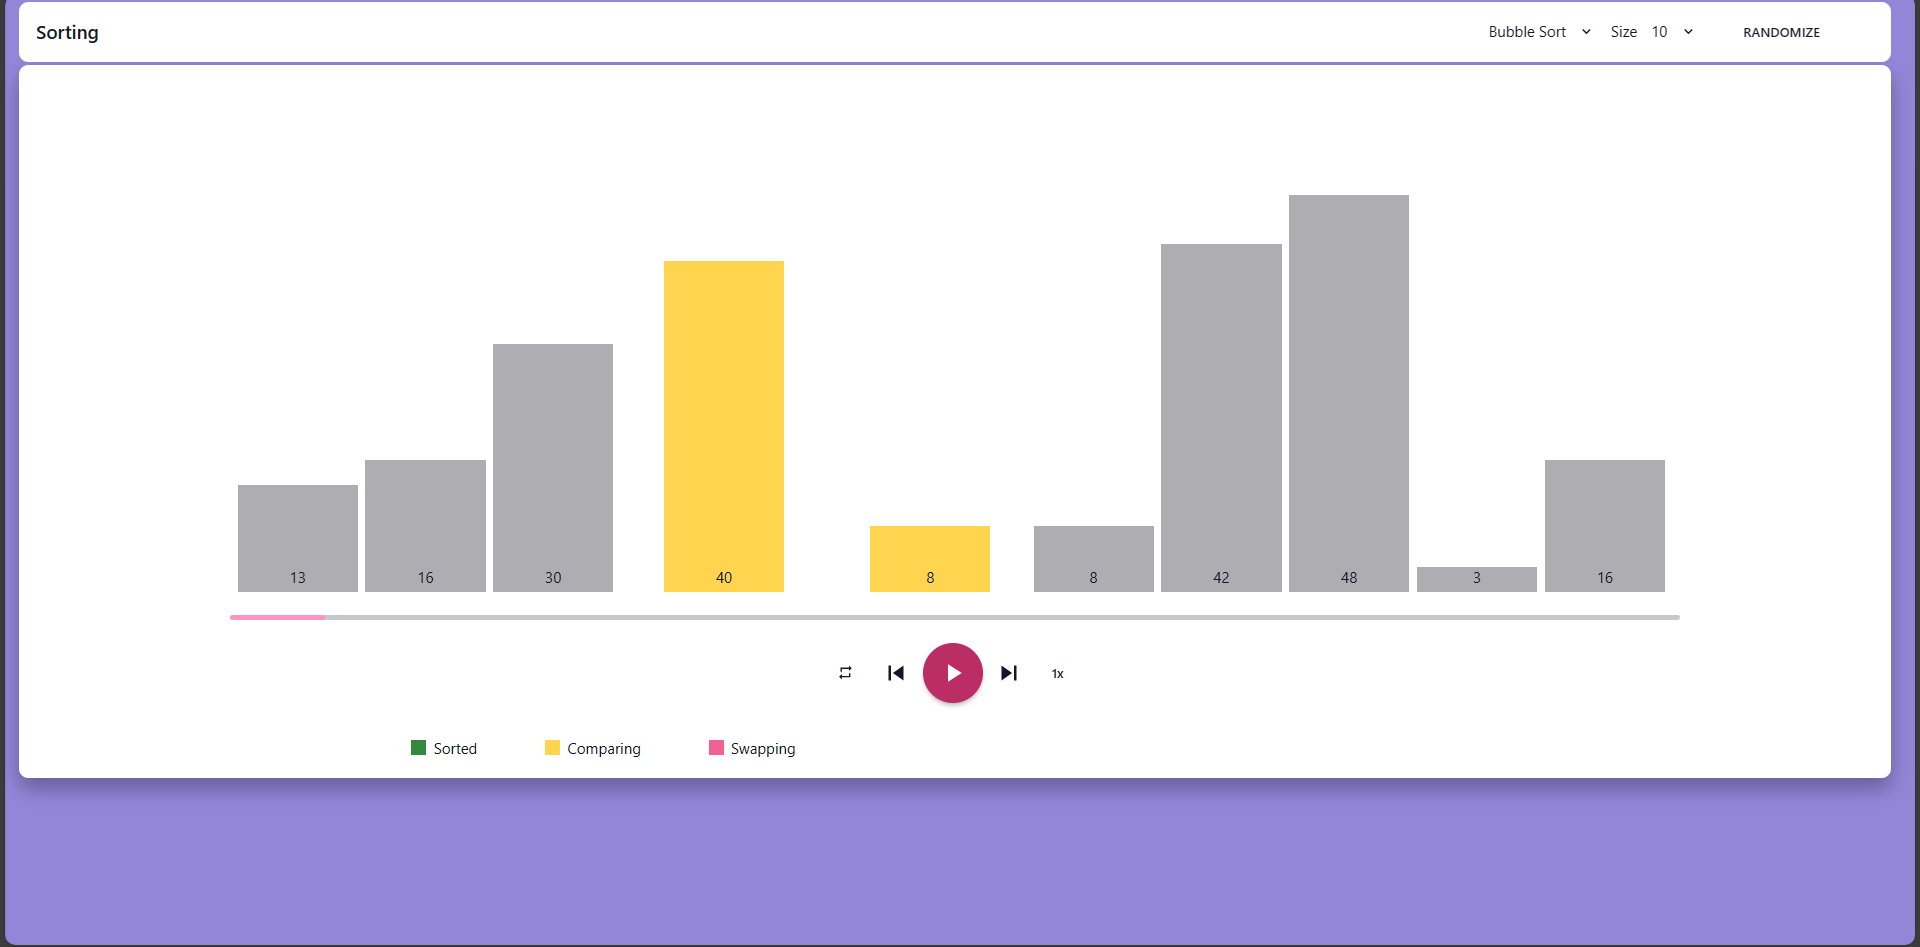 Sorting
Bubble Sort Size 10 RANDOMIZE
13 16 30 40 8 8 42 48 3 16
1x
Sorted Comparing Swapping